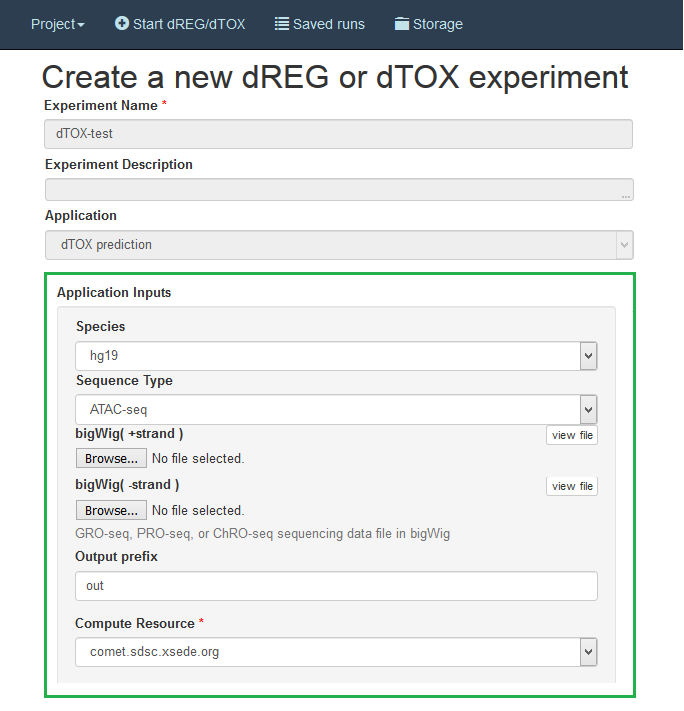 Project Start dREG/dTOX Saved runs Storage
Create a new dREG or dTOX experiment
Experiment Name *
dTOX-test
Experiment Description
...
Application
dTOX prediction
Application Inputs
Species
hg19
Sequence Type
ATAC-seq
bigWig( +strand ) view file
Browse... No file selected.
bigWig( -strand ) view file
Browse... No file selected.
GRO-seq, PRO-seq, or ChRO-seq sequencing data file in bigWig
Output prefix
out
Compute Resource *
comet.sdsc.xsede.org